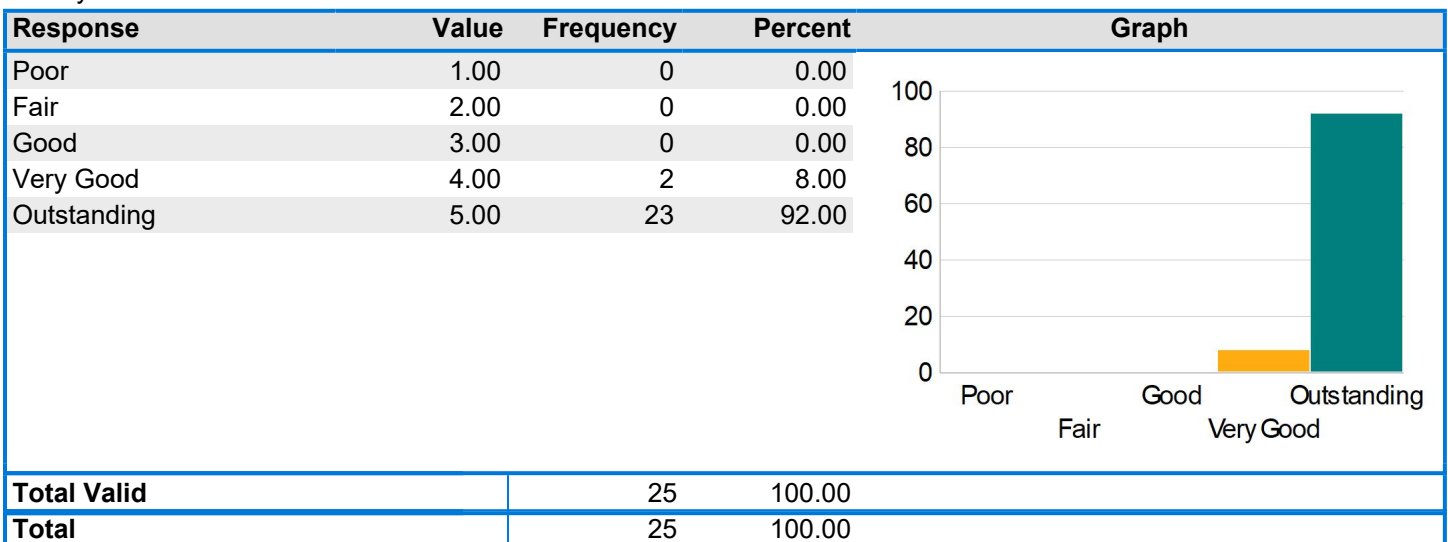 Response Value Frequency Percent Graph
Poor 1.00 0 0.00
Fair 2.00 0 0.00
Good 3.00 0 0.00
Very Good 4.00 2 8.00
Outstanding 5.00 23 92.00
100
80
60
40
20
0
Poor Good Outstanding
Fair Very Good
Total Valid 25 100.00
Total 25 100.00